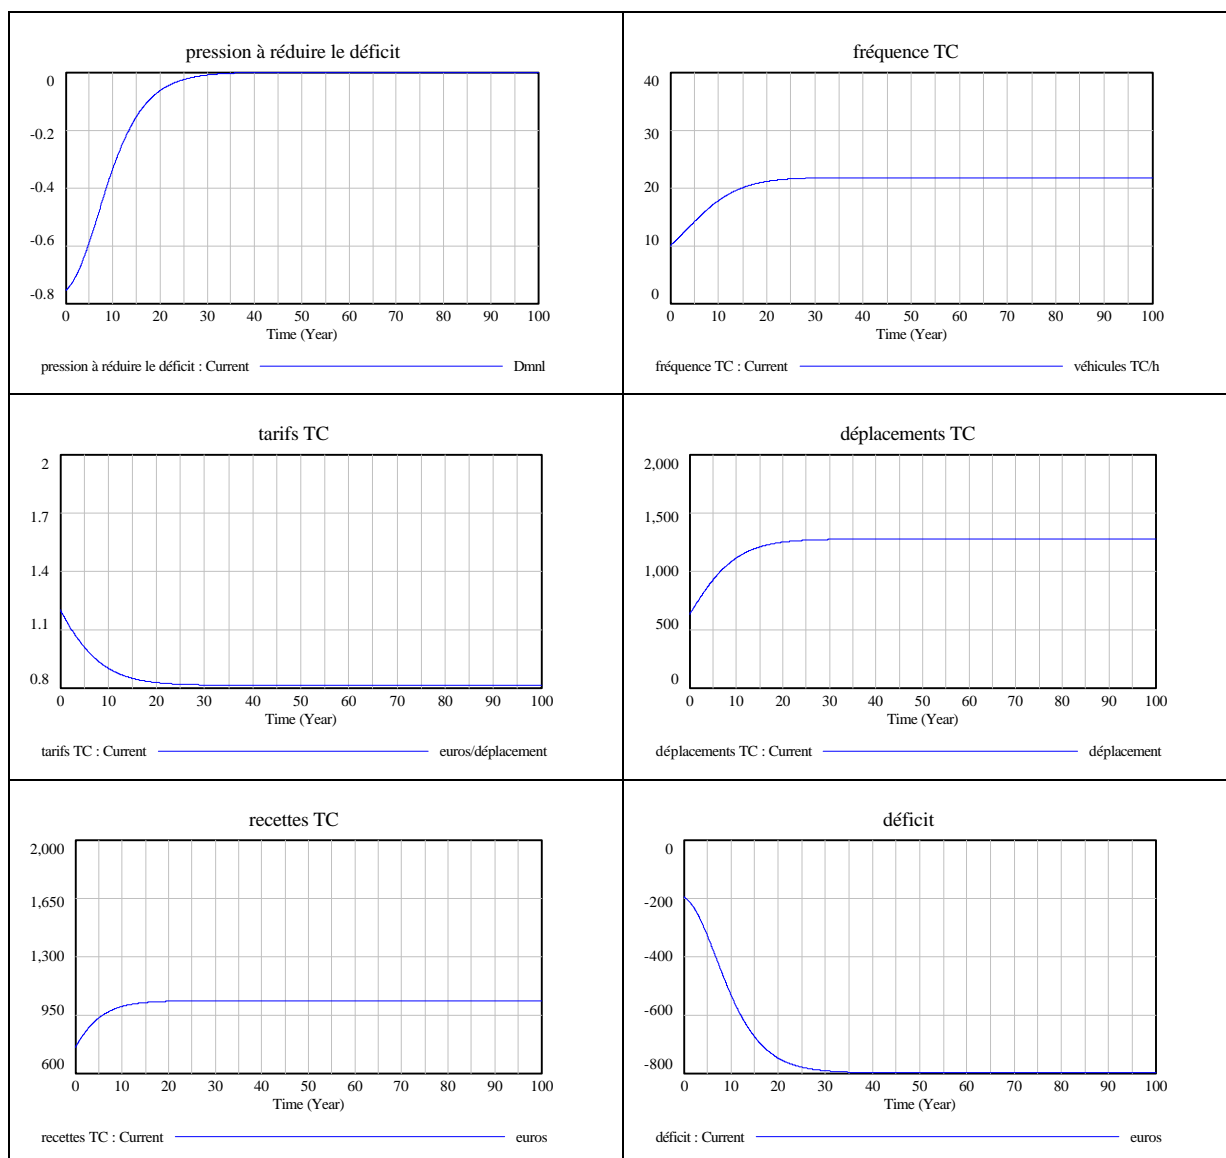 pression à réduire le déficit
0
-0.2
-0.4
-0.6
-0.8
0 10 20 30 40 50 60 70 80 90 100
Time (Year)
pression à réduire le déficit : Current Dmnl
fréquence TC
40
30
20
10
0
0 10 20 30 40 50 60 70 80 90 100
Time (Year)
fréquence TC : Current véhicules TC/h
tarifs TC
2
1.7
1.4
1.1
0.8
0 10 20 30 40 50 60 70 80 90 100
Time (Year)
tarifs TC : Current euros/déplacement
déplacements TC
2,000
1,500
1,000
500
0
0 10 20 30 40 50 60 70 80 90 100
Time (Year)
déplacements TC : Current déplacement
recettes TC
2,000
1,650
1,300
950
600
0 10 20 30 40 50 60 70 80 90 100
Time (Year)
recettes TC : Current euros
déficit
0
-200
-400
-600
-800
0 10 20 30 40 50 60 70 80 90 100
Time (Year)
déficit : Current euros